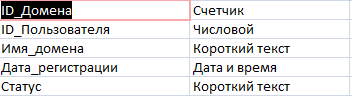 ID_Домена Счетчик
ID_Пользователя Числовой
Имя_домена Короткий текст
Дата_регистрации Дата и время
Статус Короткий текст